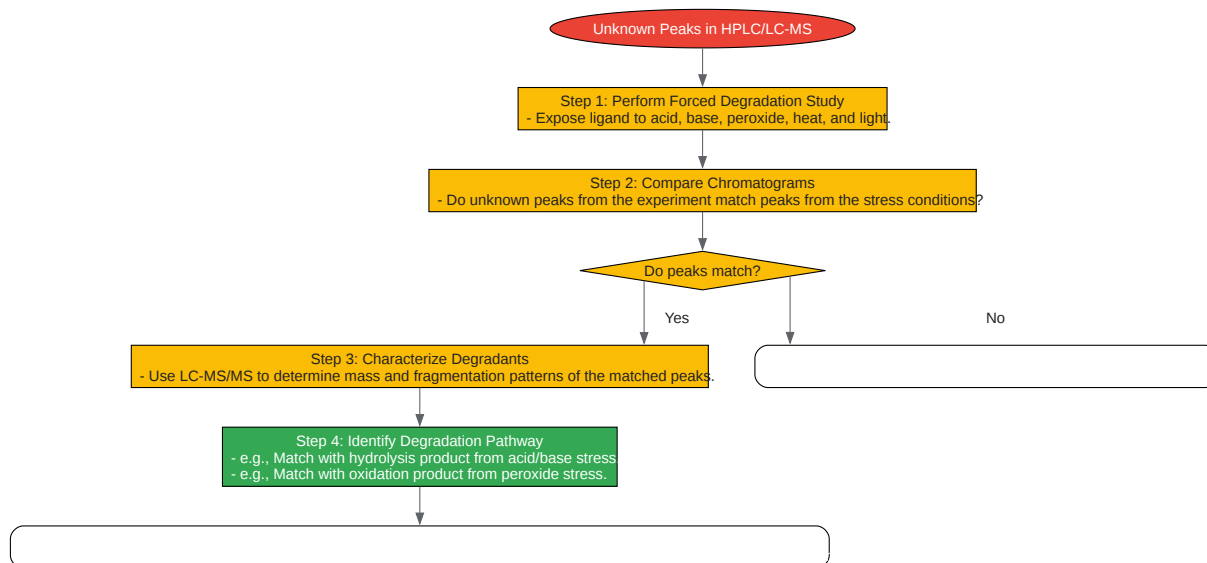 Unknown Peaks in HPLC/LC-MS
Step 1: Perform Forced Degradation Study
- Expose ligand to acid, base, peroxide, heat, and light.
Step 2: Compare Chromatograms
- Do unknown peaks from the experiment match peaks from the stress conditions?
Do peaks match?
Yes
No
Step 3: Characterize Degradants
- Use LC-MS/MS to determine mass and fragmentation patterns of the matched peaks.
Step 4: Identify Degradation Pathway
- e.g., Match with hydrolysis product from acid/base stress.
- e.g., Match with oxidation product from peroxide stress.